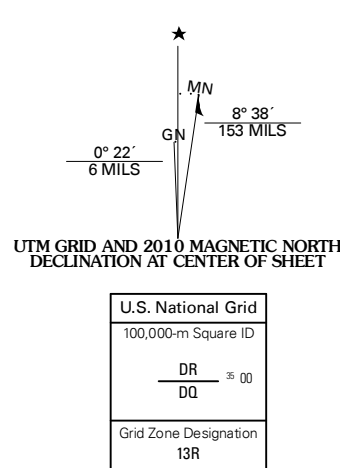 ★
MN
8° 38´
153 MILS
GN
0° 22´
6 MILS
UTM GRID AND 2010 MAGNETIC NORTH
DECLINATION AT CENTER OF SHEET
U.S. National Grid
100,000-m Square ID
DR
35 00
DQ
Grid Zone Designation
13R